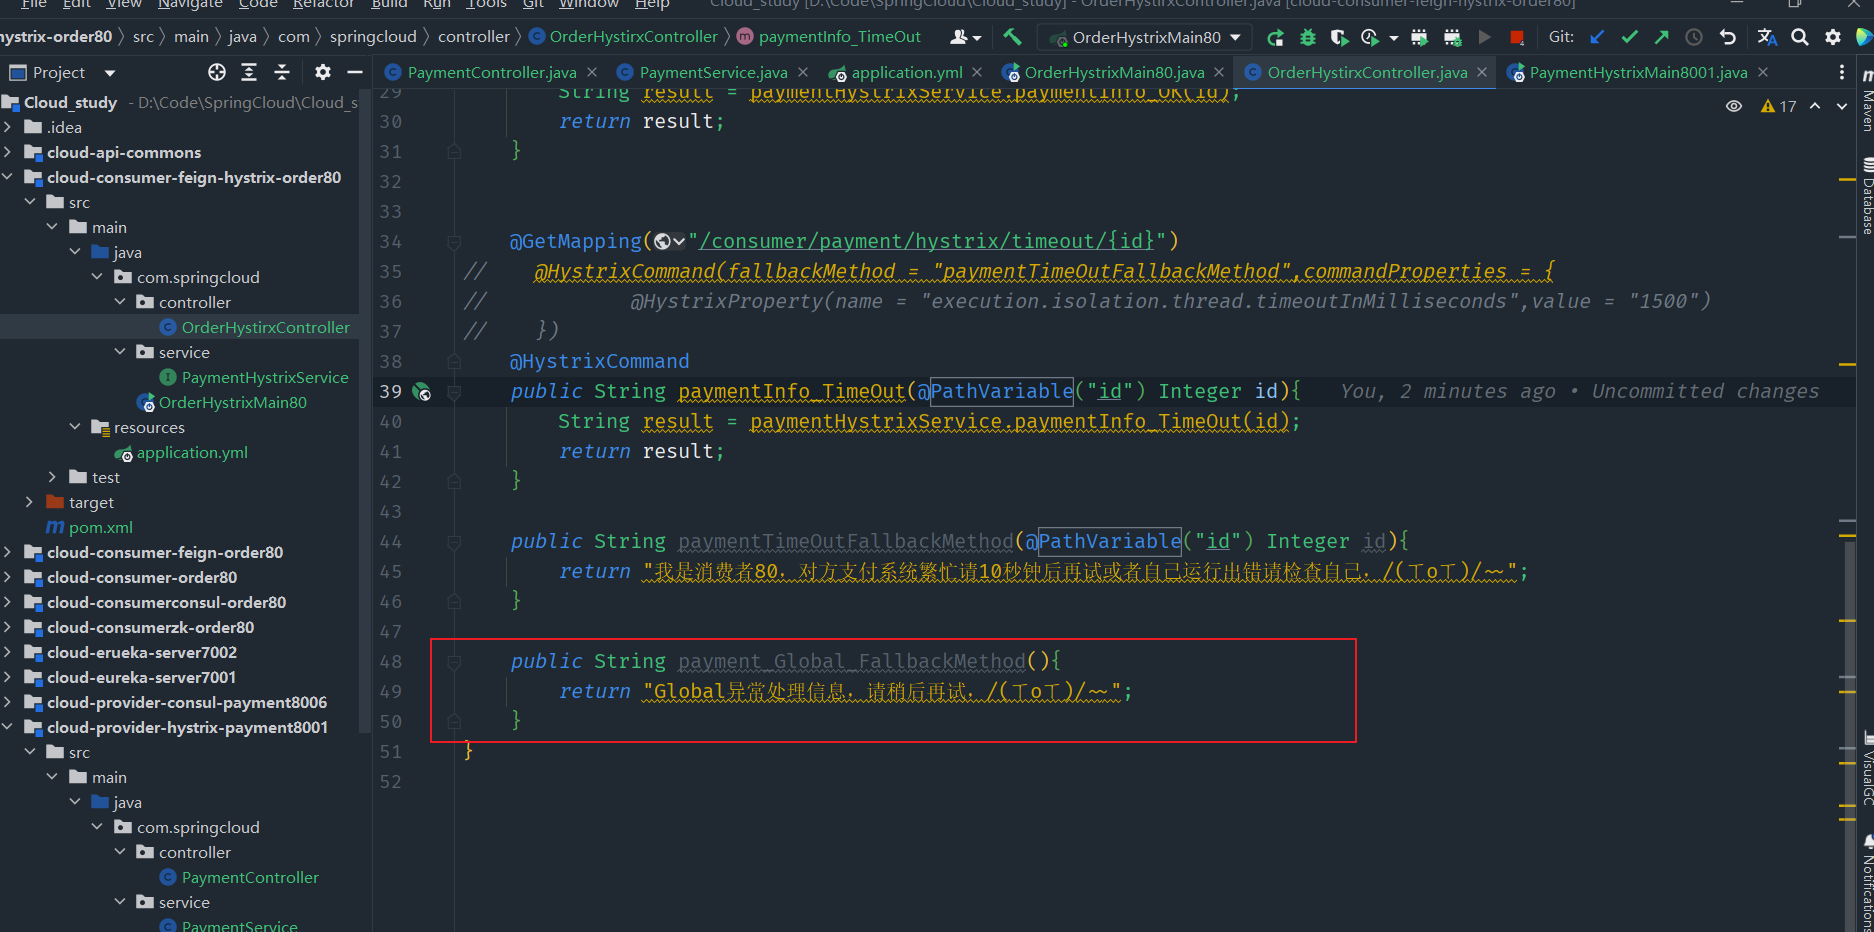 File Edit View Navigate Code Refactor Build Run Tools Git Window Help Cloud_study [D:\Code\SpringCloud\Cloud_study] - OrderHystirxController.java [cloud-consumer-feign-hystrix-order80]
hystrix-order80 〉 src 〉 main 〉 java 〉 com 〉 springcloud 〉 controller 〉 OrderHystirxController 〉 paymentInfo_TimeOut OrderHystrixMain80 Git:
Project PaymentController.java PaymentService.java application.yml OrderHystrixMain80.java OrderHystirxController.java PaymentHystrixMain8001.java
Cloud_study - D:\Code\SpringCloud\Cloud_s
.idea
cloud-api-commons
cloud-consumer-feign-hystrix-order80
src
main
java
com.springcloud
controller
OrderHystirxController
service
PaymentHystrixService
OrderHystrixMain80
resources
application.yml
test
target
pom.xml
cloud-consumer-feign-order80
cloud-consumer-order80
cloud-consumerconsul-order80
cloud-consumerzk-order80
cloud-erueka-server7002
cloud-eureka-server7001
cloud-provider-consul-payment8006
cloud-provider-hystrix-payment8001
src
main
java
com.springcloud
controller
PaymentController
service
PaymentService
17
29 String result = paymentHystrixService.paymentInfo_OK(id);
30 return result;
31 }
32
33
34 @GetMapping("/consumer/payment/hystrix/timeout/{id}")
35 // @HystrixCommand(fallbackMethod = "paymentTimeOutFallbackMethod",commandProperties = {
36 // @HystrixProperty(name = "execution.isolation.thread.timeoutInMilliseconds",value = "1500")
37 // })
38 @HystrixCommand
39 public String paymentInfo_TimeOut(@PathVariable("id") Integer id){ You, 2 minutes ago • Uncommitted changes
40 String result = paymentHystrixService.paymentInfo_TimeOut(id);
41 return result;
42 }
43
44 public String paymentTimeOutFallbackMethod(@PathVariable("id") Integer id){
45 return "我是消费者80，对方支付系统繁忙请10秒钟后再试或者自己运行出错请检查自己，/(ㄒoㄒ)/~~";
46 }
47
48 public String payment_Global_FallbackMethod(){
49 return "Global异常处理信息，请稍后再试，/(ㄒoㄒ)/~~";
50 }
51 }
52
Maven
Database
VisualGC
Notifications